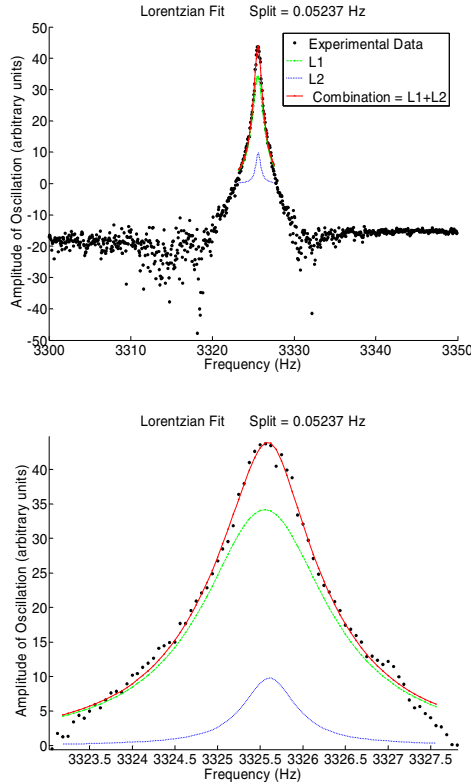 Lorentzian Fit Split = 0.05237 Hz
50
40
30
20
10
0
-10
-20
-30
-40
-50
Amplitude of Oscillation (arbitrary units)
Experimental Data
L1
L2
Combination = L1+L2
3300 3310 3320 3330 3340 3350
Frequency (Hz)
Lorentzian Fit Split = 0.05237 Hz
40
35
30
25
20
15
10
5
0
Amplitude of Oscillation (arbitrary units)
3323.5 3324 3324.5 3325 3325.5 3326 3326.5 3327 3327.5
Frequency (Hz)